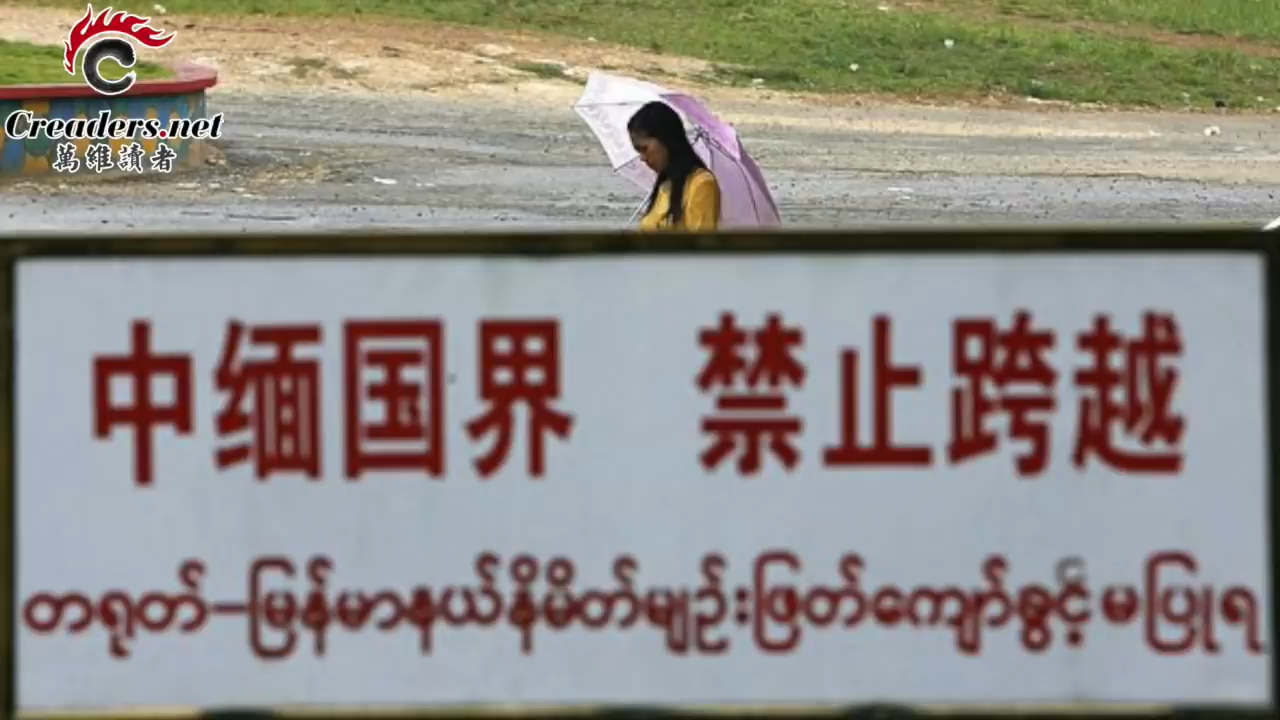 Creaders.net
萬維讀者
中缅国界 禁止跨越
တရုတ်–မြန်မာနယ်နိမိတ်မျဉ်းဖြတ်ကျော်ခွင့်မပြုရ